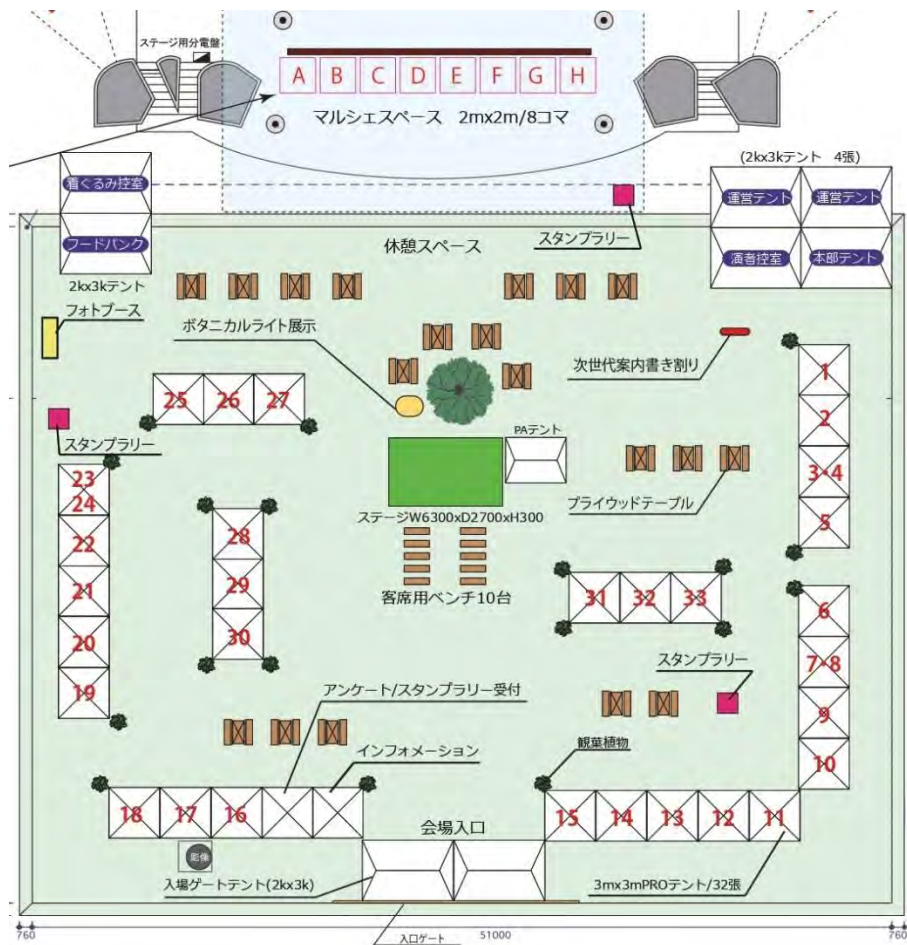 ステージ用分電盤
A B C D E F G H
マルシェスペース 2mx2m/8コマ
(2kx3kテント 4張)
着ぐるみ控室
運営テント 運営テント
スタンプラリー
休憩スペース
フードバンク
演者控室 本部テント
2kx3kテント
フォトブース
ボタニカルライト展示
次世代案内書き割り
1
25 26 27
2
スタンプラリー
PAテント
23
24
3・4
プライウッドテーブル
ステージW6300xD2700xH300
5
22
28
29
21
客席用ベンチ10台
31 32 33
6
20
30
スタンプラリー
7・8
19
アンケート/スタンプラリー受付
9
インフォメーション
観葉植物
10
18 17 16
会場入口
15 14 13 12 11
彫像
入場ゲートテント(2kx3k)
3mx3mPROテント/32張
760
入口ゲート
51000
760